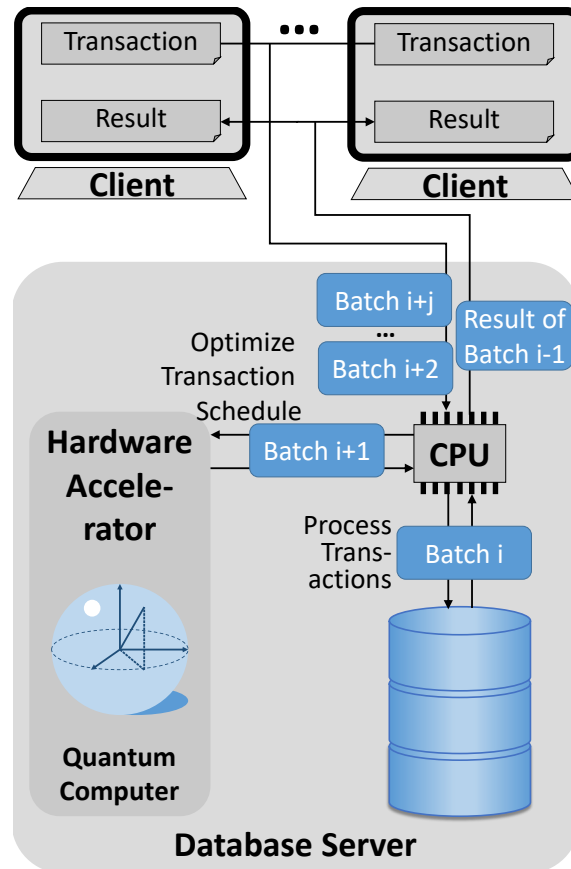 Transaction
...
Transaction
Result
Result
Client
Client
Batch i+j
...
Result of
Batch i-1
Optimize
Transaction
Schedule
Batch i+2
Hardware
Accele-
rator
Batch i+1
CPU
Process
Trans-
actions
Batch i
Quantum
Computer
Database Server